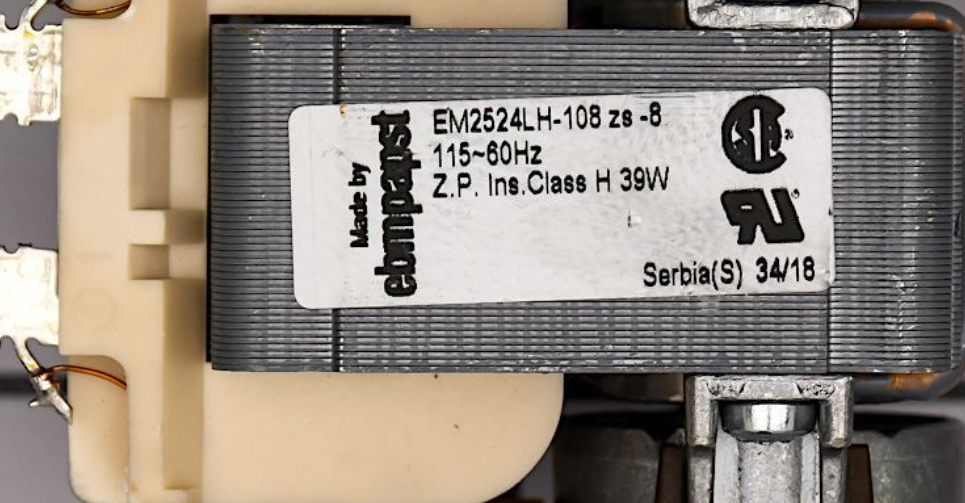 Made by
ebmpapst
EM2524LH-108 zs -8
115~60Hz
Z.P. Ins.Class H 39W
Serbia(S) 34/18